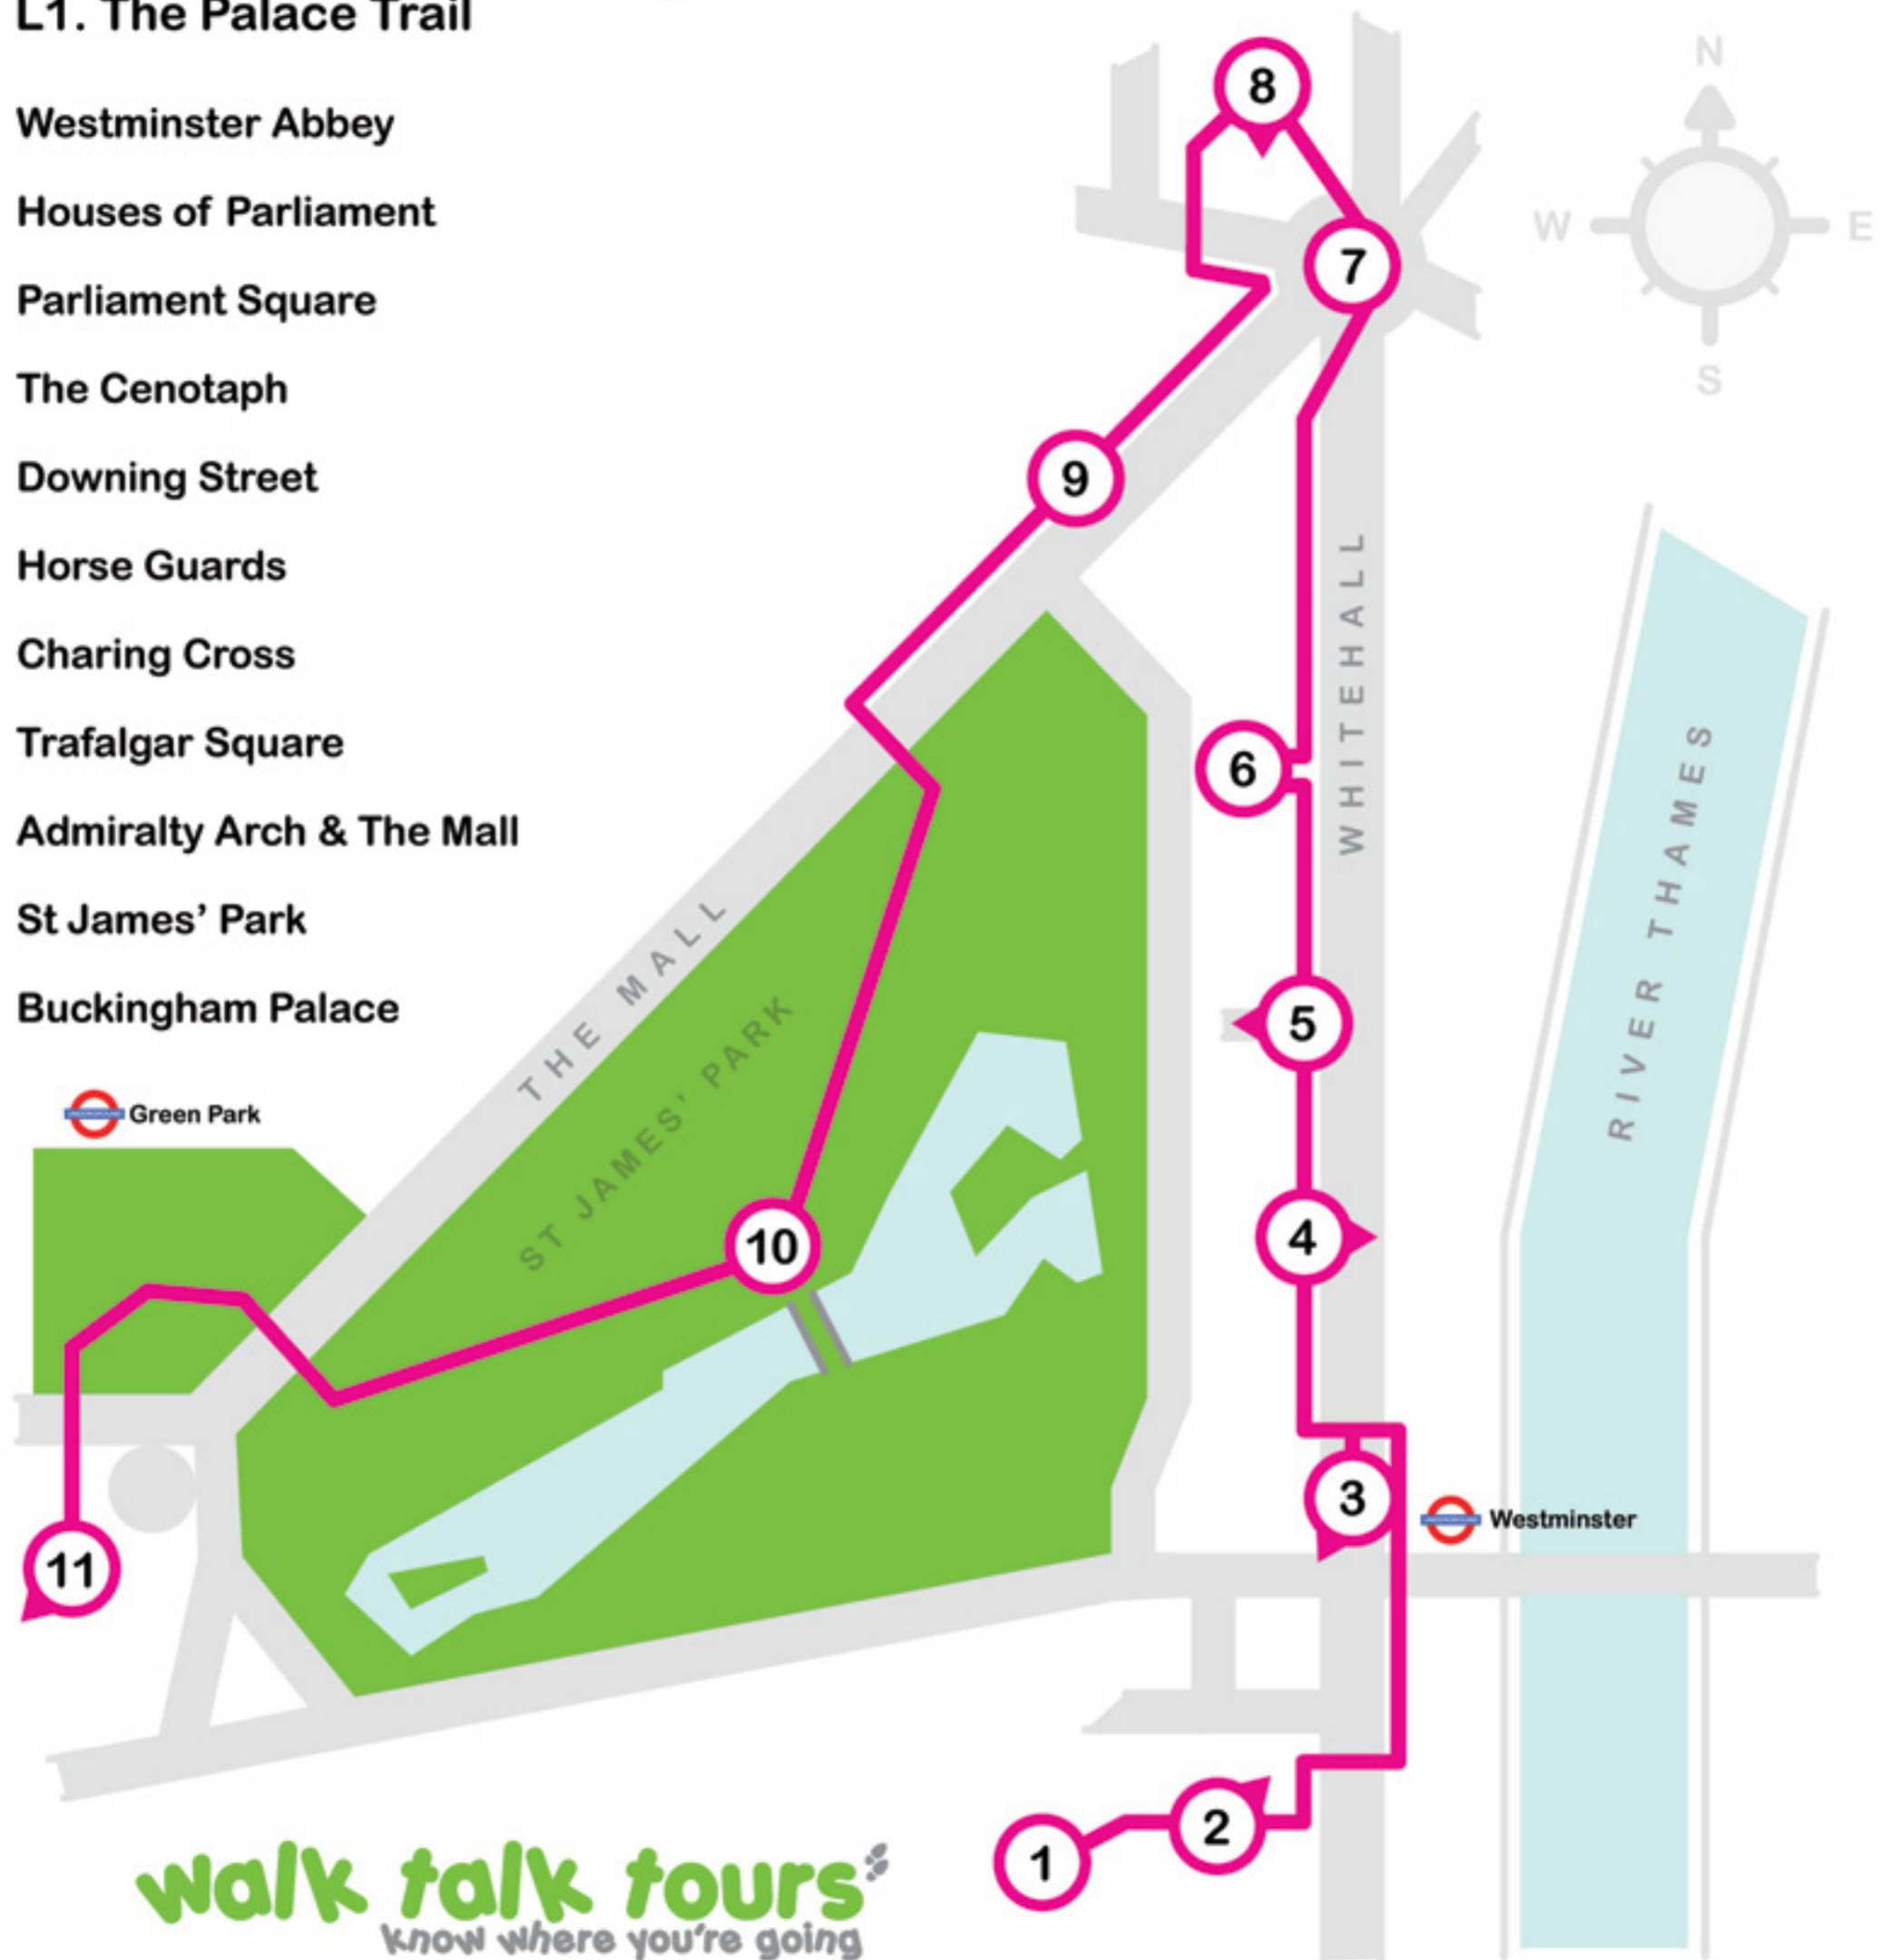 L1. The Palace Trail
Westminster Abbey
Houses of Parliament
Parliament Square
The Cenotaph
Downing Street
Horse Guards
Charing Cross
Trafalgar Square
Admiralty Arch & The Mall
St James’ Park
Buckingham Palace
Green Park
N
W
E
S
8
7
9
WHITEHALL
6
RIVER THAMES
THE MALL
ST JAMES’ PARK
5
4
10
3
Westminster
11
2
1
walk talk tours
know where you're going